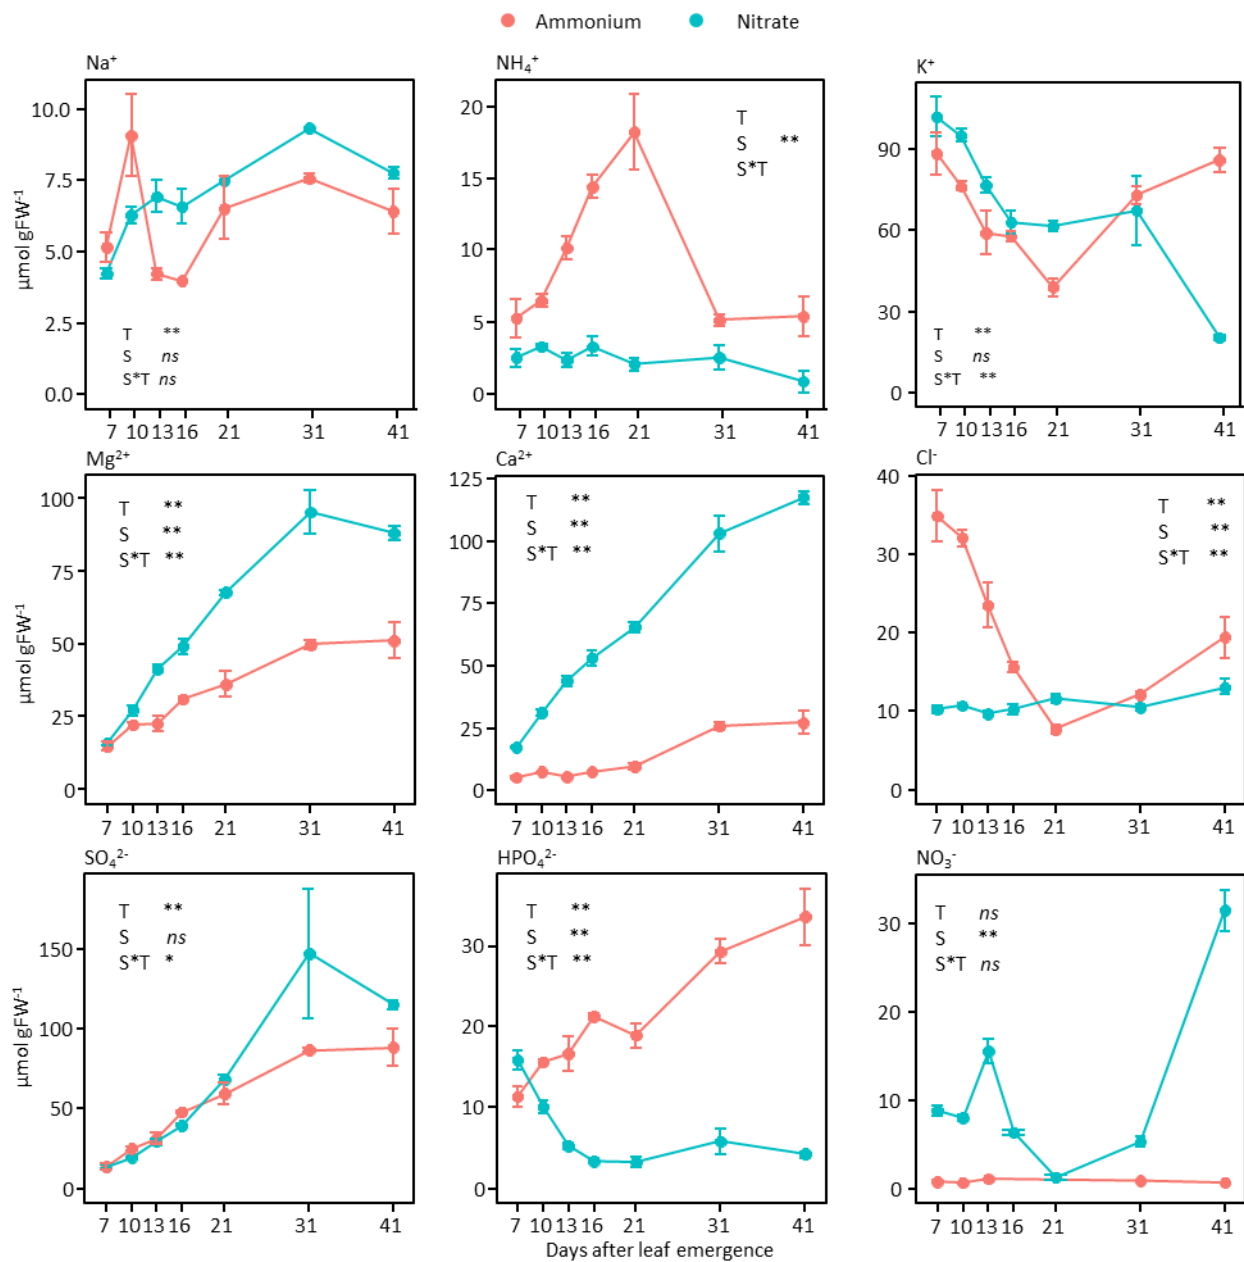 Ammonium Nitrate
Na⁺
10.0
7.5
5.0
2.5
0.0
µmol gFW⁻¹
T **
S ns
S*T ns
7 10 13 16 21 31 41
NH₄⁺
20
15
10
5
0
T
S **
S*T
7 10 13 16 21 31 41
K⁺
90
60
30
0
T **
S ns
S*T **
7 10 13 16 21 31 41
Mg²⁺
100
75
50
25
0
µmol gFW⁻¹
T **
S **
S*T **
7 10 13 16 21 31 41
Ca²⁺
125
100
75
50
25
0
T **
S **
S*T **
7 10 13 16 21 31 41
Cl⁻
40
30
20
10
0
T **
S **
S*T **
7 10 13 16 21 31 41
SO₄²⁻
150
100
50
0
µmol gFW⁻¹
T **
S ns
S*T *
7 10 13 16 21 31 41
HPO₄²⁻
30
20
10
0
T **
S **
S*T **
7 10 13 16 21 31 41
Days after leaf emergence
NO₃⁻
30
20
10
0
T ns
S **
S*T ns
7 10 13 16 21 31 41